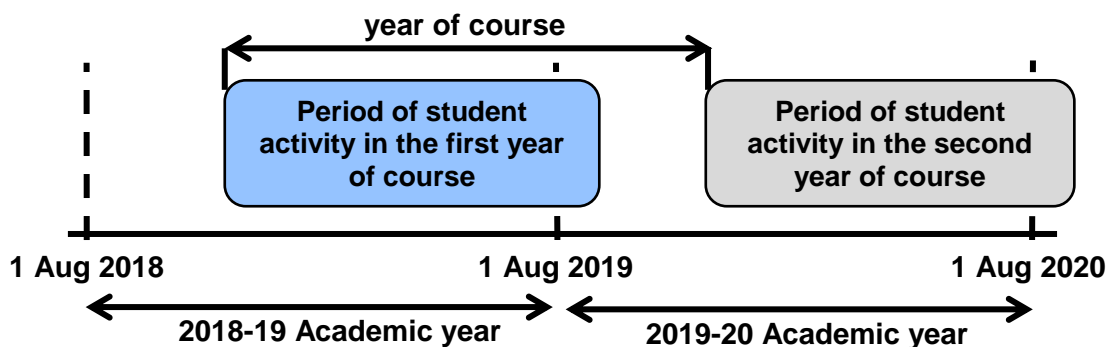 year of course
Period of student
activity in the first year
of course
Period of student
activity in the second
year of course
1 Aug 2018
1 Aug 2019
1 Aug 2020
2018-19 Academic year
2019-20 Academic year